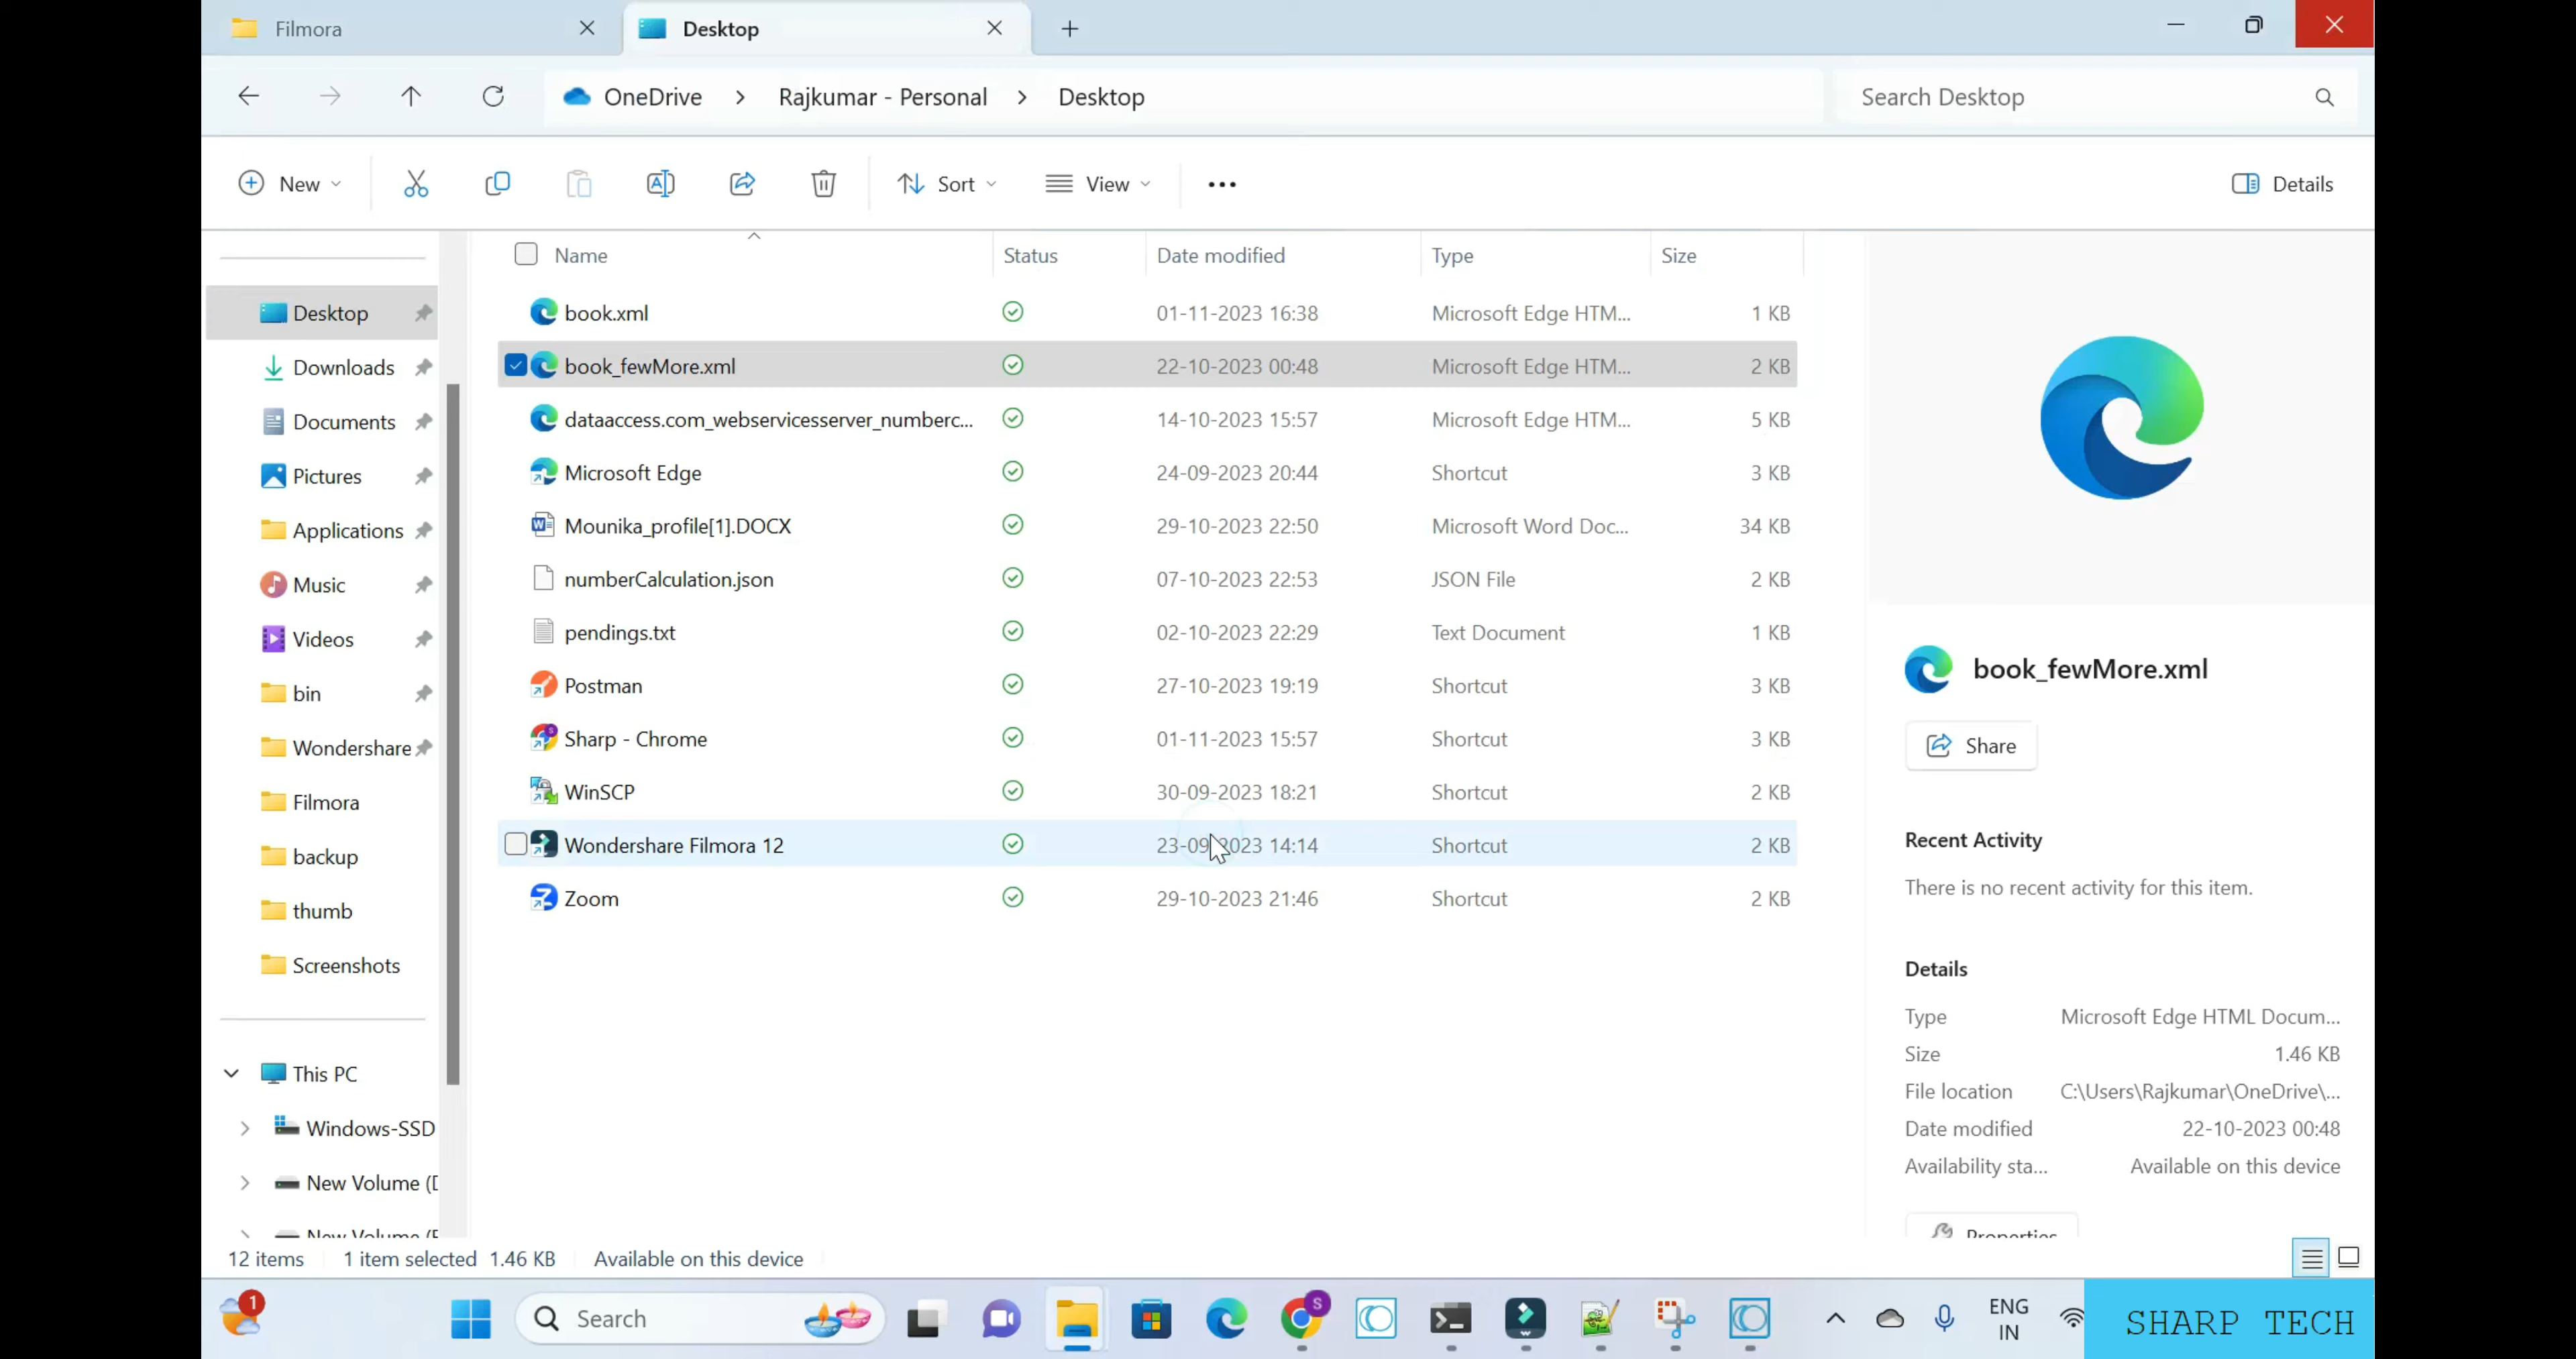 Filmora
Desktop
OneDrive
Rajkumar - Personal
Desktop
Search Desktop
New
Sort
View
Details
Name
Status
Date modified
Type
Size
book.xml 01-11-2023 16:38 Microsoft Edge HTM... 1 KB
book_fewMore.xml 22-10-2023 00:48 Microsoft Edge HTM... 2 KB
dataaccess.com_webservicesserver_numberc... 14-10-2023 15:57 Microsoft Edge HTM... 5 KB
Microsoft Edge 24-09-2023 20:44 Shortcut 3 KB
Mounika_profile[1].DOCX 29-10-2023 22:50 Microsoft Word Doc... 34 KB
numberCalculation.json 07-10-2023 22:53 JSON File 2 KB
pendings.txt 02-10-2023 22:29 Text Document 1 KB
Postman 27-10-2023 19:19 Shortcut 3 KB
Sharp - Chrome 01-11-2023 15:57 Shortcut 3 KB
WinSCP 30-09-2023 18:21 Shortcut 2 KB
Wondershare Filmora 12 23-09-2023 14:14 Shortcut 2 KB
Zoom 29-10-2023 21:46 Shortcut 2 KB
Desktop
Downloads
Documents
Pictures
Applications
Music
Videos
bin
Wondershare
Filmora
backup
thumb
Screenshots
This PC
Windows-SSD
New Volume (D
New Volume (E
book_fewMore.xml
Share
Recent Activity
There is no recent activity for this item.
Details
Type Microsoft Edge HTML Docum...
Size 1.46 KB
File location C:\Users\Rajkumar\OneDrive\...
Date modified 22-10-2023 00:48
Availability sta... Available on this device
Properties
12 items 1 item selected 1.46 KB Available on this device
1
Search
S
ENG
IN
SHARP TECH